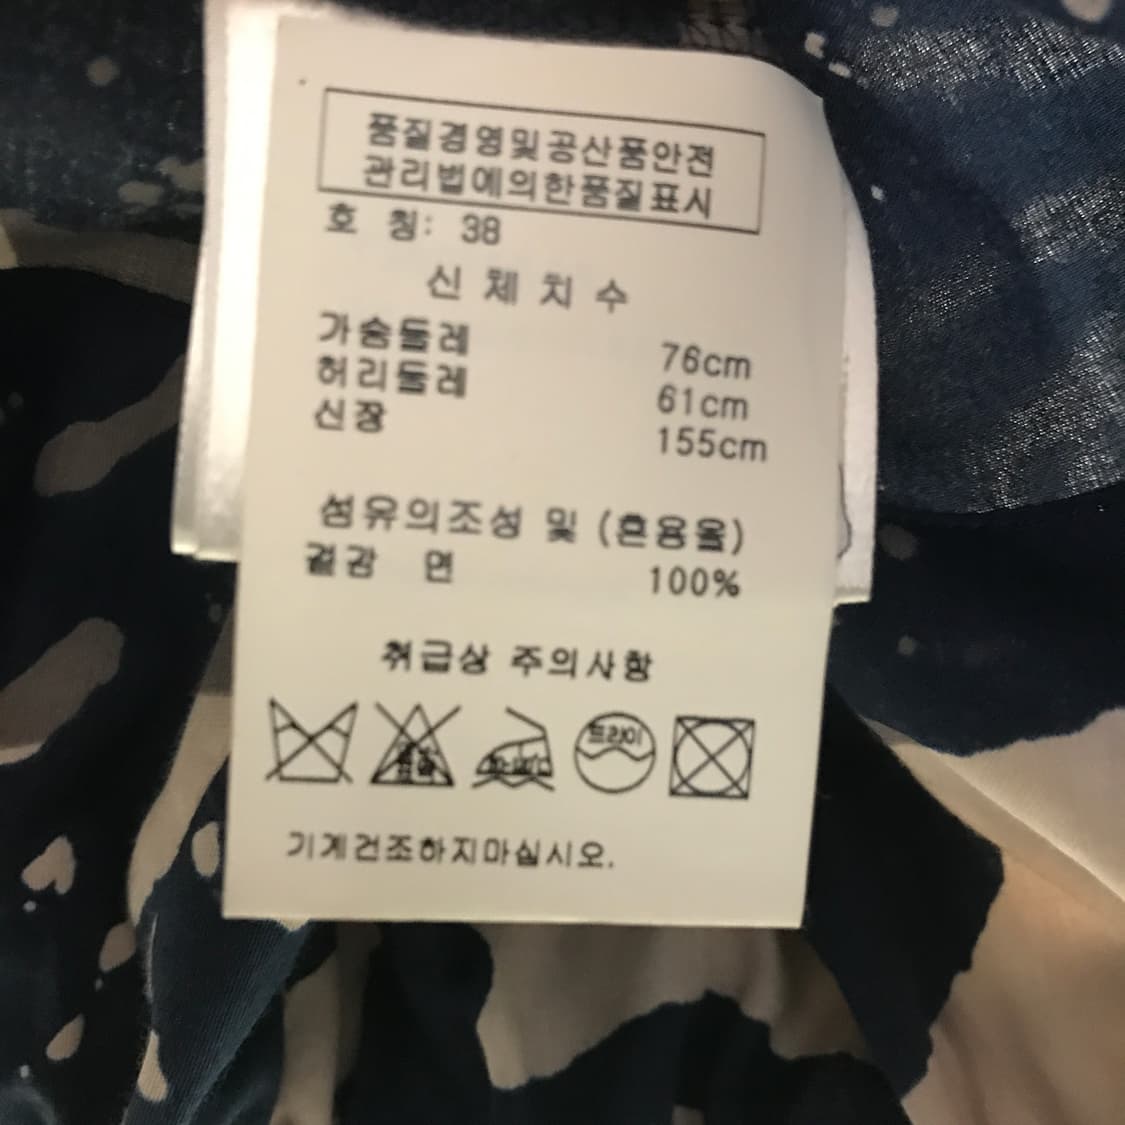 품질경영및공산품안전
관리법에의한품질표시
호 칭: 38
신 체 치 수
가슴둘레 76cm
허리둘레 61cm
신장 155cm
섬유의조성 및 (혼용율)
겉감 면 100%
취급상 주의사항
드라이
기계건조하지마십시오.